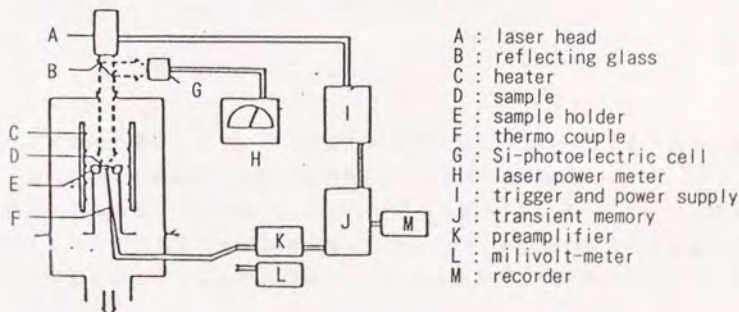 A
B
G
C
H
I
D
E
F
J
M
K
L
A : laser head
B : reflecting glass
C : heater
D : sample
E : sample holder
F : thermo couple
G : Si-photoelectric cell
H : laser power meter
I : trigger and power supply
J : transient memory
K : preamplifier
L : milivolt-meter
M : recorder